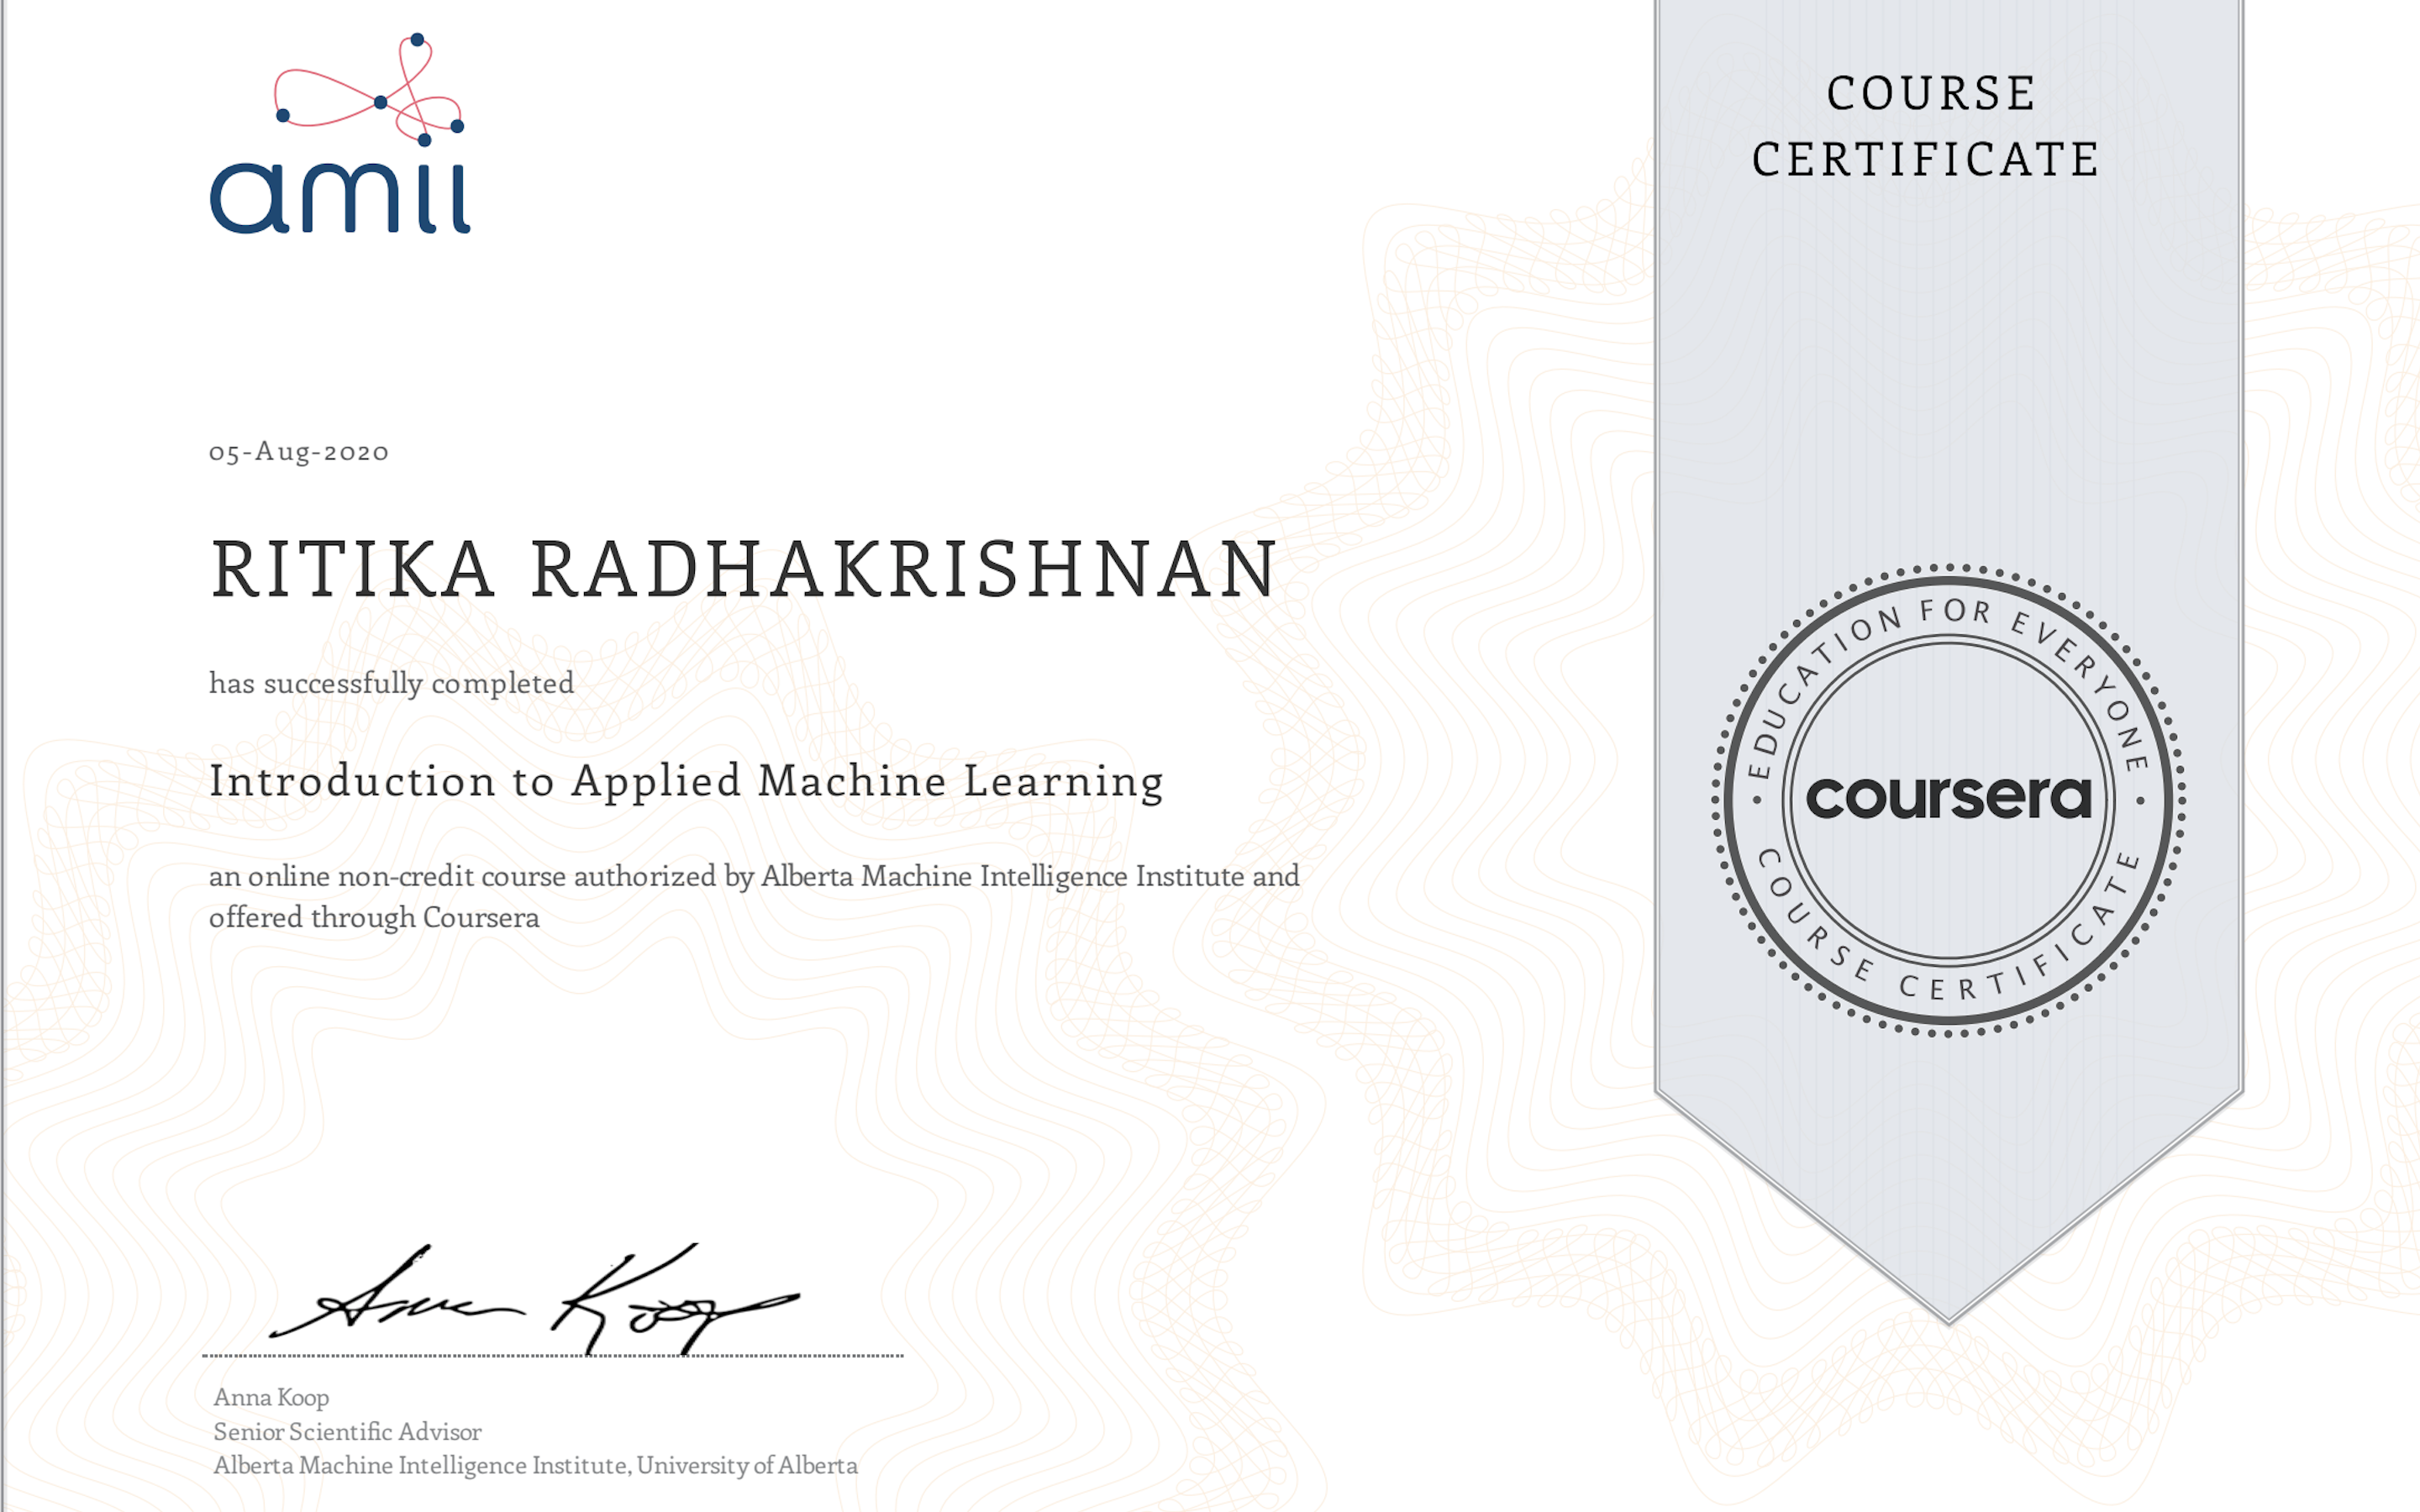 amii
COURSE
CERTIFICATE
05-Aug-2020
RITIKA RADHAKRISHNAN
has successfully completed
Introduction to Applied Machine Learning
an online non-credit course authorized by Alberta Machine Intelligence Institute and
offered through Coursera
EDUCATION FOR EVERYONE
coursera
COURSE CERTIFICATE
Anna Koop
Anna Koop
Senior Scientific Advisor
Alberta Machine Intelligence Institute, University of Alberta